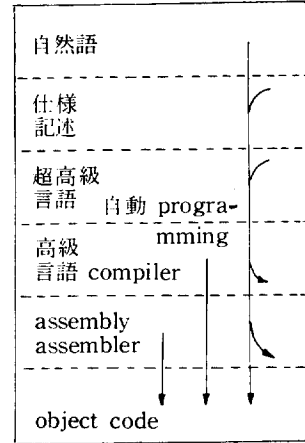 自然語
仕様
記述
超高級
言語 自動 progra-
mming
高級
言語 compiler
assembly
assembler
object code